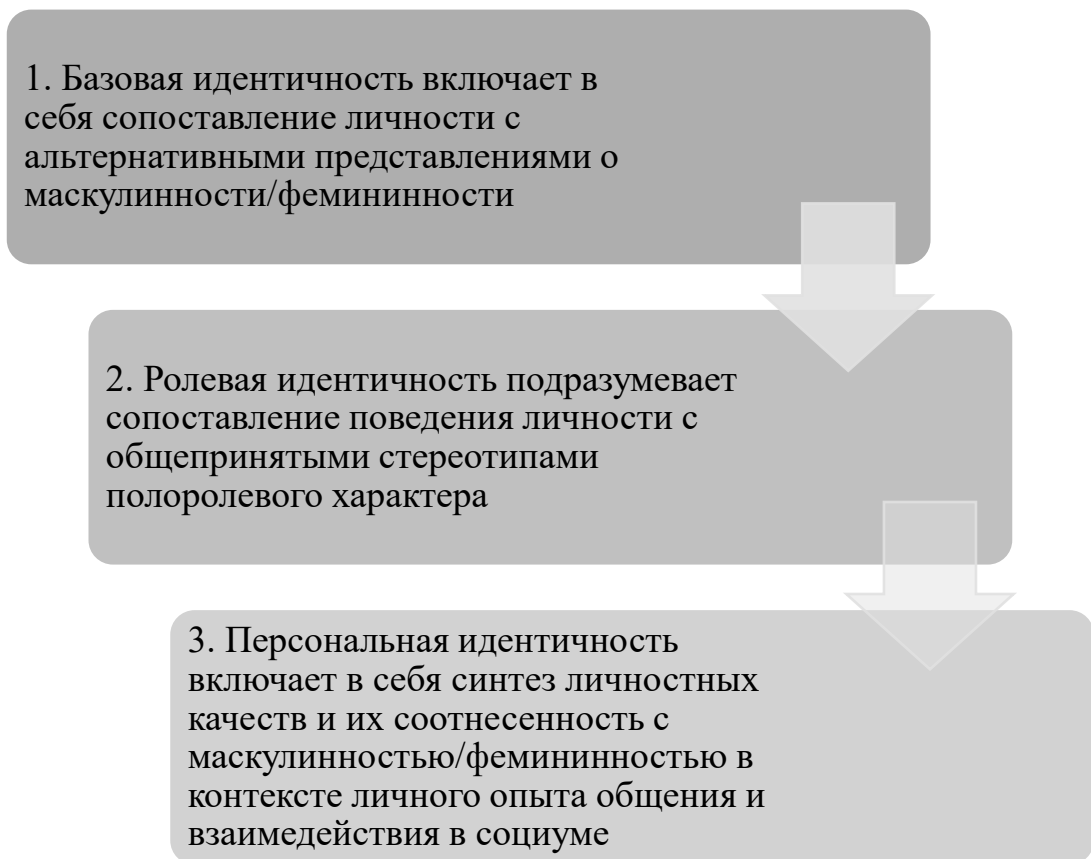 1. Базовая идентичность включает в
себя сопоставление личности с
альтернативными представлениями о
маскулинности/фемининности
2. Ролевая идентичность подразумевает
сопоставление поведения личности с
общепринятыми стереотипами
полоролевого характера
3. Персональная идентичность
включает в себя синтез личностных
качеств и их соотнесенность с
маскулинностью/фемининностью в
контексте личного опыта общения и
взаимедействия в социуме